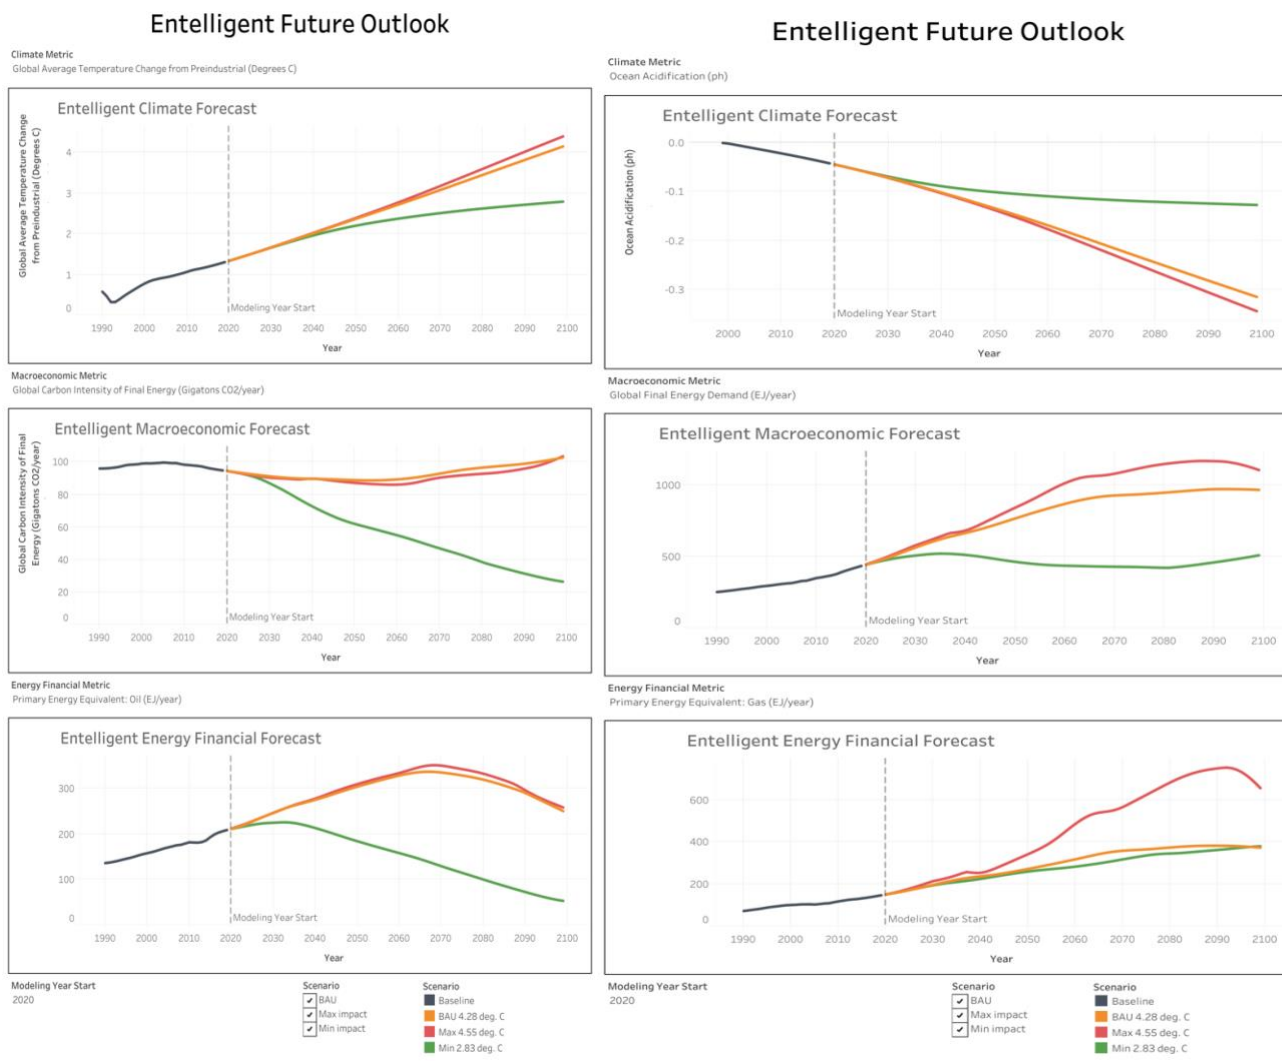 Entelligent Future Outlook
Climate Metric
Global Average Temperature Change from Preindustrial (Degrees C)
Entelligent Climate Forecast
Global Average Temperature Change
from Preindustrial (Degrees C)
4
3
2
1
0
Modeling Year Start
1990 2000 2010 2020 2030 2040 2050 2060 2070 2080 2090 2100
Year
Macroeconomic Metric
Global Carbon Intensity of Final Energy (Gigatons CO2/year)
Entelligent Macroeconomic Forecast
Global Carbon Intensity of Final
Energy (Gigatons CO2/year)
100
80
60
40
20
0
Modeling Year Start
1990 2000 2010 2020 2030 2040 2050 2060 2070 2080 2090 2100
Year
Energy Financial Metric
Primary Energy Equivalent: Oil (EJ/year)
Entelligent Energy Financial Forecast
300
200
100
0
Modeling Year Start
1990 2000 2010 2020 2030 2040 2050 2060 2070 2080 2090 2100
Year
Modeling Year Start
2020
Scenario
BAU
Max impact
Min impact
Scenario
Baseline
BAU 4.28 deg. C
Max 4.55 deg. C
Min 2.83 deg. C
Entelligent Future Outlook
Climate Metric
Ocean Acidification (ph)
Entelligent Climate Forecast
Ocean Acidification (ph)
0.0
-0.1
-0.2
-0.3
Modeling Year Start
2000 2010 2020 2030 2040 2050 2060 2070 2080 2090 2100
Year
Macroeconomic Metric
Global Final Energy Demand (EJ/year)
Entelligent Macroeconomic Forecast
1000
500
0
Modeling Year Start
1990 2000 2010 2020 2030 2040 2050 2060 2070 2080 2090 2100
Year
Energy Financial Metric
Primary Energy Equivalent: Gas (EJ/year)
Entelligent Energy Financial Forecast
600
400
200
0
Modeling Year Start
1990 2000 2010 2020 2030 2040 2050 2060 2070 2080 2090 2100
Year
Modeling Year Start
2020
Scenario
BAU
Max impact
Min impact
Scenario
Baseline
BAU 4.28 deg. C
Max 4.55 deg. C
Min 2.83 deg. C